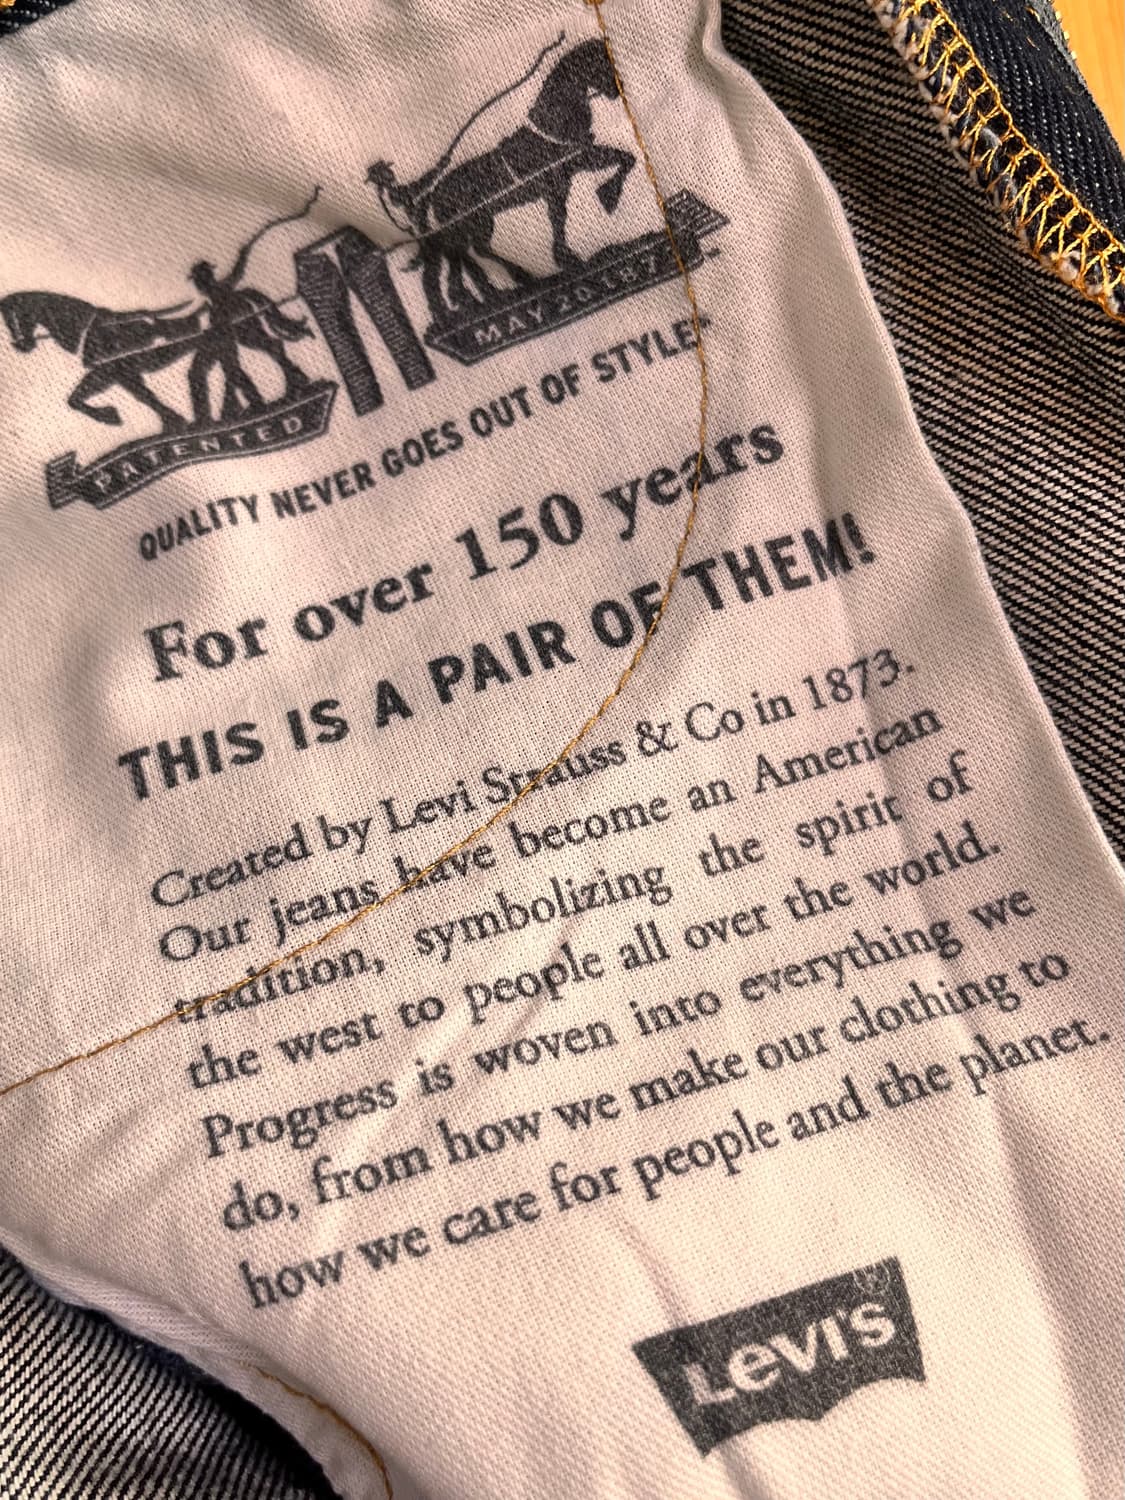 PATENTED
MAY 20 187
QUALITY NEVER GOES OUT OF STYLE®
For over 150 years
THIS IS A PAIR OF THEM!
Created by Levi Strauss & Co in 1873.
Our jeans have become an American
tradition, symbolizing the spirit of
the west to people all over the world.
Progress is woven into everything we
do, from how we make our clothing to
how we care for people and the planet.
Levi's®